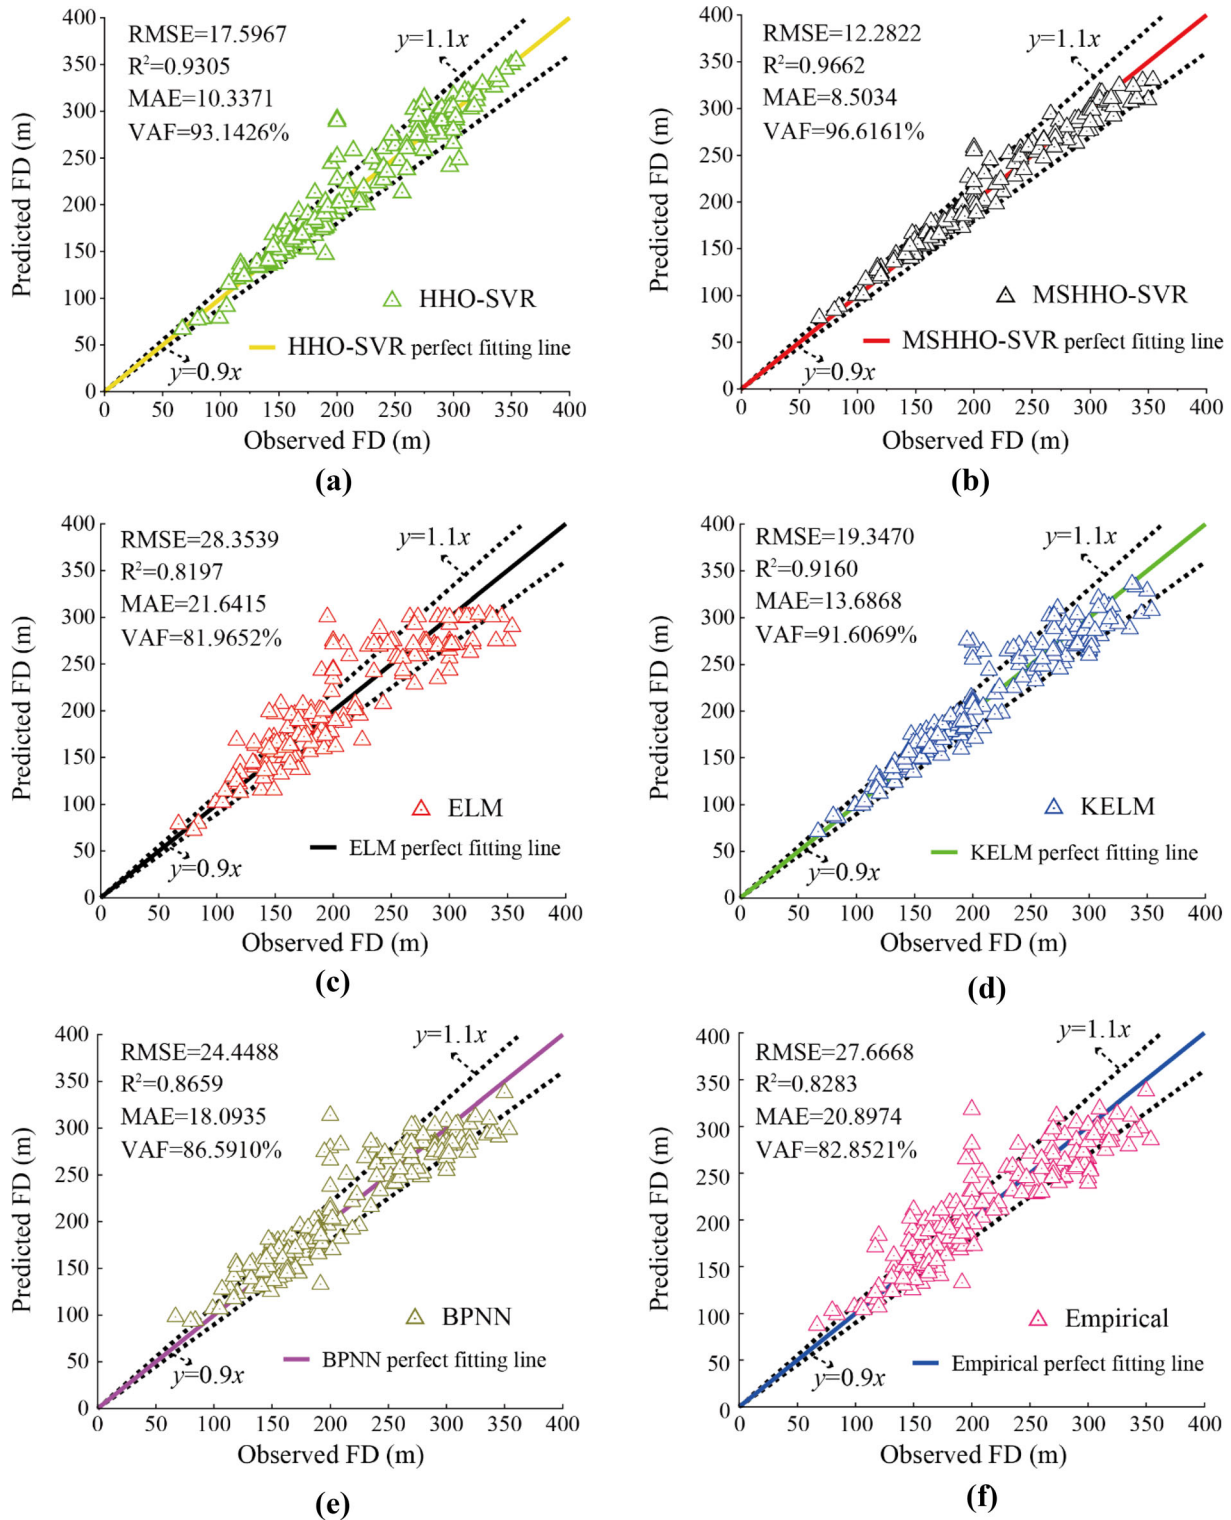 RMSE=17.5967
R²=0.9305
MAE=10.3371
VAF=93.1426%
y=1.1x
400
350
300
250
200
150
100
50
0
Predicted FD (m)
HHO-SVR
HHO-SVR perfect fitting line
y=0.9x
0 50 100 150 200 250 300 350 400
Observed FD (m)
(a)
RMSE=12.2822
R²=0.9662
MAE=8.5034
VAF=96.6161%
y=1.1x
400
350
300
250
200
150
100
50
0
Predicted FD (m)
MSHHO-SVR
MSHHO-SVR perfect fitting line
y=0.9x
0 50 100 150 200 250 300 350 400
Observed FD (m)
(b)
RMSE=28.3539
R²=0.8197
MAE=21.6415
VAF=81.9652%
y=1.1x
400
350
300
250
200
150
100
50
0
Predicted FD (m)
ELM
ELM perfect fitting line
y=0.9x
0 50 100 150 200 250 300 350 400
Observed FD (m)
(c)
RMSE=19.3470
R²=0.9160
MAE=13.6868
VAF=91.6069%
y=1.1x
400
350
300
250
200
150
100
50
0
Predicted FD (m)
KELM
KELM perfect fitting line
y=0.9x
0 50 100 150 200 250 300 350 400
Observed FD (m)
(d)
RMSE=24.4488
R²=0.8659
MAE=18.0935
VAF=86.5910%
y=1.1x
400
350
300
250
200
150
100
50
0
Predicted FD (m)
BPNN
BPNN perfect fitting line
y=0.9x
0 50 100 150 200 250 300 350 400
Observed FD (m)
(e)
RMSE=27.6668
R²=0.8283
MAE=20.8974
VAF=82.8521%
y=1.1x
400
350
300
250
200
150
100
50
0
Predicted FD (m)
Empirical
Empirical perfect fitting line
y=0.9x
0 50 100 150 200 250 300 350 400
Observed FD (m)
(f)